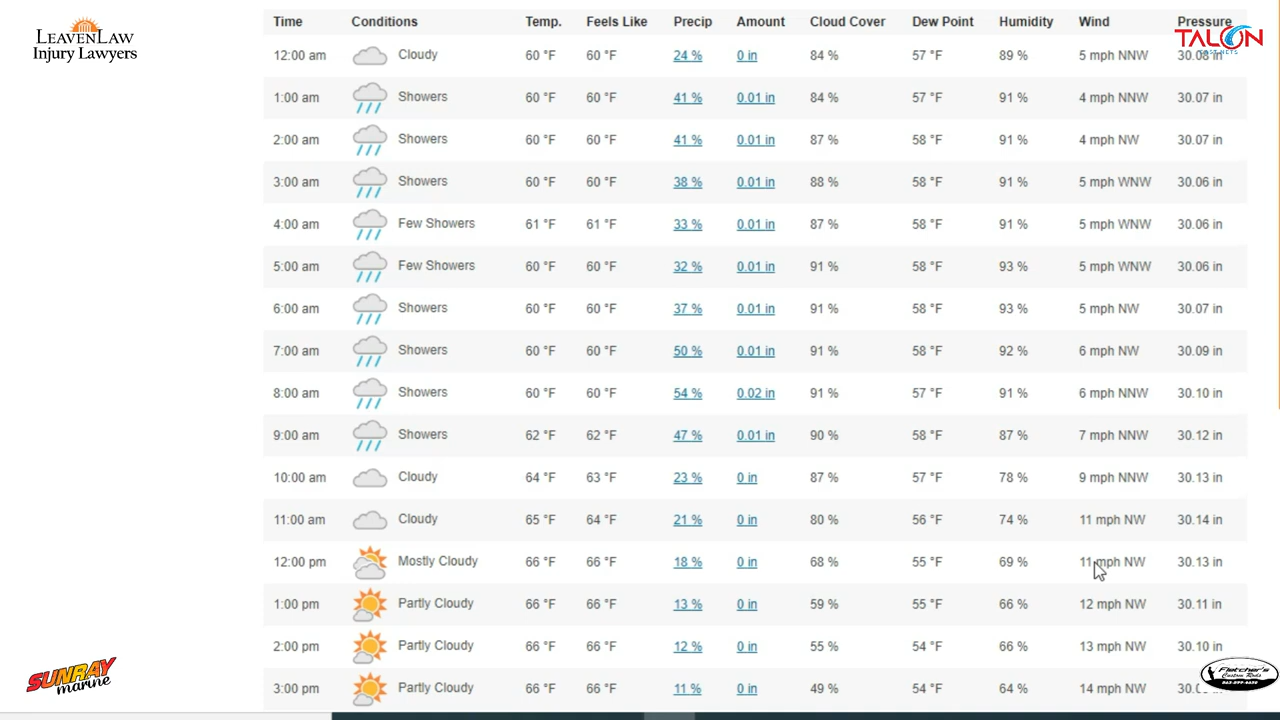 LEAVENLAW
Injury Lawyers
TALON
Time Conditions Temp. Feels Like Precip Amount Cloud Cover Dew Point Humidity Wind Pressure
12:00 am Cloudy 60 °F 60 °F 24 % 0 in 84 % 57 °F 89 % 5 mph NNW 30.08 in
1:00 am Showers 60 °F 60 °F 41 % 0.01 in 84 % 57 °F 91 % 4 mph NNW 30.07 in
2:00 am Showers 60 °F 60 °F 41 % 0.01 in 87 % 58 °F 91 % 4 mph NW 30.07 in
3:00 am Showers 60 °F 60 °F 38 % 0.01 in 88 % 58 °F 91 % 5 mph WNW 30.06 in
4:00 am Few Showers 61 °F 61 °F 33 % 0.01 in 87 % 58 °F 91 % 5 mph WNW 30.06 in
5:00 am Few Showers 60 °F 60 °F 32 % 0.01 in 91 % 58 °F 93 % 5 mph WNW 30.06 in
6:00 am Showers 60 °F 60 °F 37 % 0.01 in 91 % 58 °F 93 % 5 mph NW 30.07 in
7:00 am Showers 60 °F 60 °F 50 % 0.01 in 91 % 58 °F 92 % 6 mph NW 30.09 in
8:00 am Showers 60 °F 60 °F 54 % 0.02 in 91 % 57 °F 91 % 6 mph NNW 30.10 in
9:00 am Showers 62 °F 62 °F 47 % 0.01 in 90 % 58 °F 87 % 7 mph NNW 30.12 in
10:00 am Cloudy 64 °F 63 °F 23 % 0 in 87 % 57 °F 78 % 9 mph NNW 30.13 in
11:00 am Cloudy 65 °F 64 °F 21 % 0 in 80 % 56 °F 74 % 11 mph NW 30.14 in
12:00 pm Mostly Cloudy 66 °F 66 °F 18 % 0 in 68 % 55 °F 69 % 11 mph NW 30.13 in
1:00 pm Partly Cloudy 66 °F 66 °F 13 % 0 in 59 % 55 °F 66 % 12 mph NW 30.11 in
2:00 pm Partly Cloudy 66 °F 66 °F 12 % 0 in 55 % 54 °F 66 % 13 mph NW 30.10 in
3:00 pm Partly Cloudy 66 °F 66 °F 11 % 0 in 49 % 54 °F 64 % 14 mph NW in
SUNRAY
marine
Fletcher's
Custom Rods